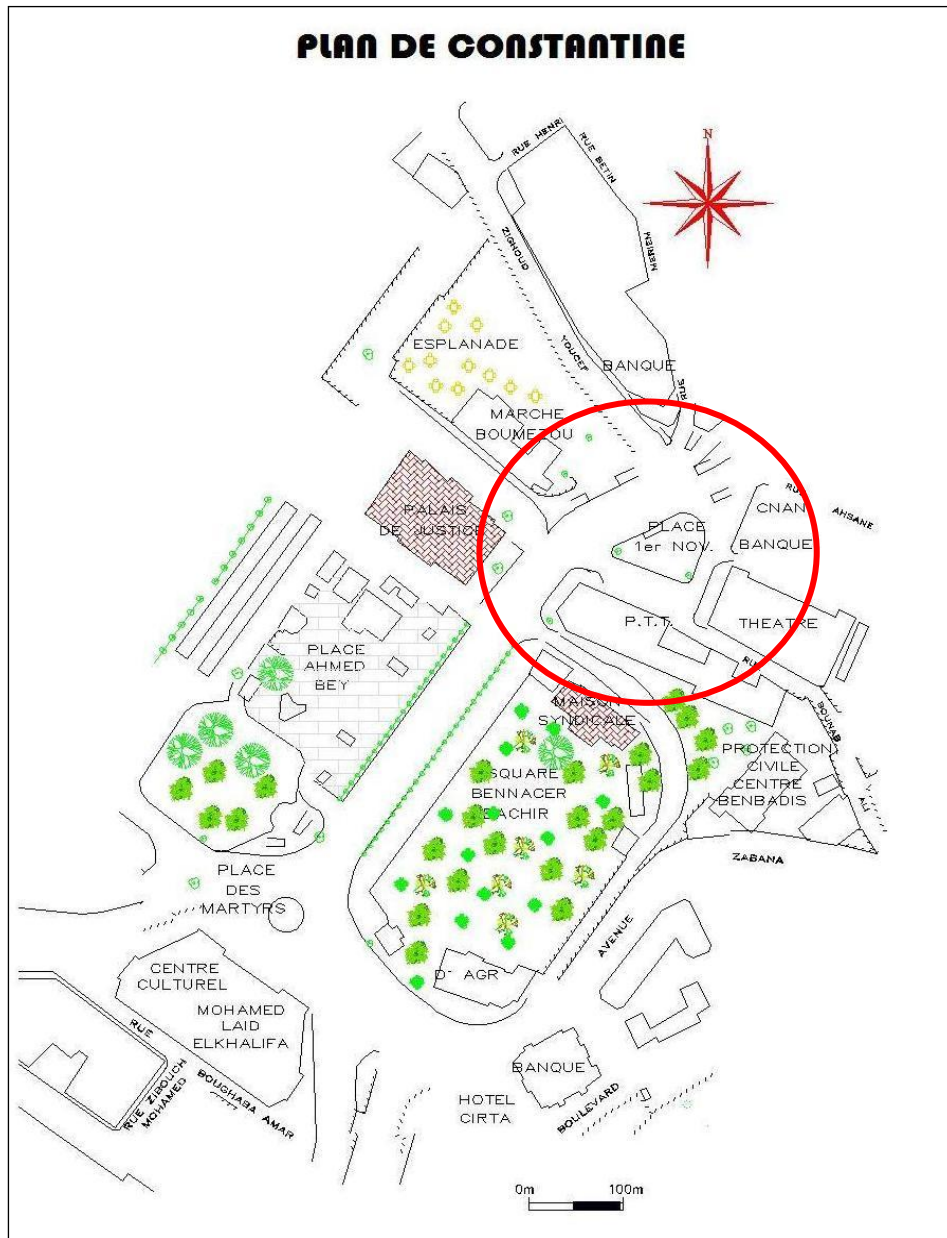 PLAN DE CONSTANTINE
N
RUE HENRI
RUE BETIN
MERIEM
RUE
ZIGHOUD
YOUCEF
ESPLANADE
BANQUE
MARCHE
BOUMEZOU
PALAIS
DE JUSTICE
PLACE
1er NOV.
CNAN
BANQUE
AHSANE
P.T.T.
THEATRE
RUE
BOUNAB
PLACE
AHMED
BEY
MAISON
SYNDICALE
PROTECTION
CIVILE
CENTRE
BENBADIS
SQUARE
BENNACER
BACHIR
ZABANA
AVENUE
PLACE
DES
MARTYRS
CENTRE
CULTUREL
MOHAMED
LAID
ELKHALIFA
RUE
BOUGHABA AMAR
RUE ZIBOUCH
MOHAMED
AGR
BANQUE
HOTEL
CIRTA
BOULEVARD
0m 100m